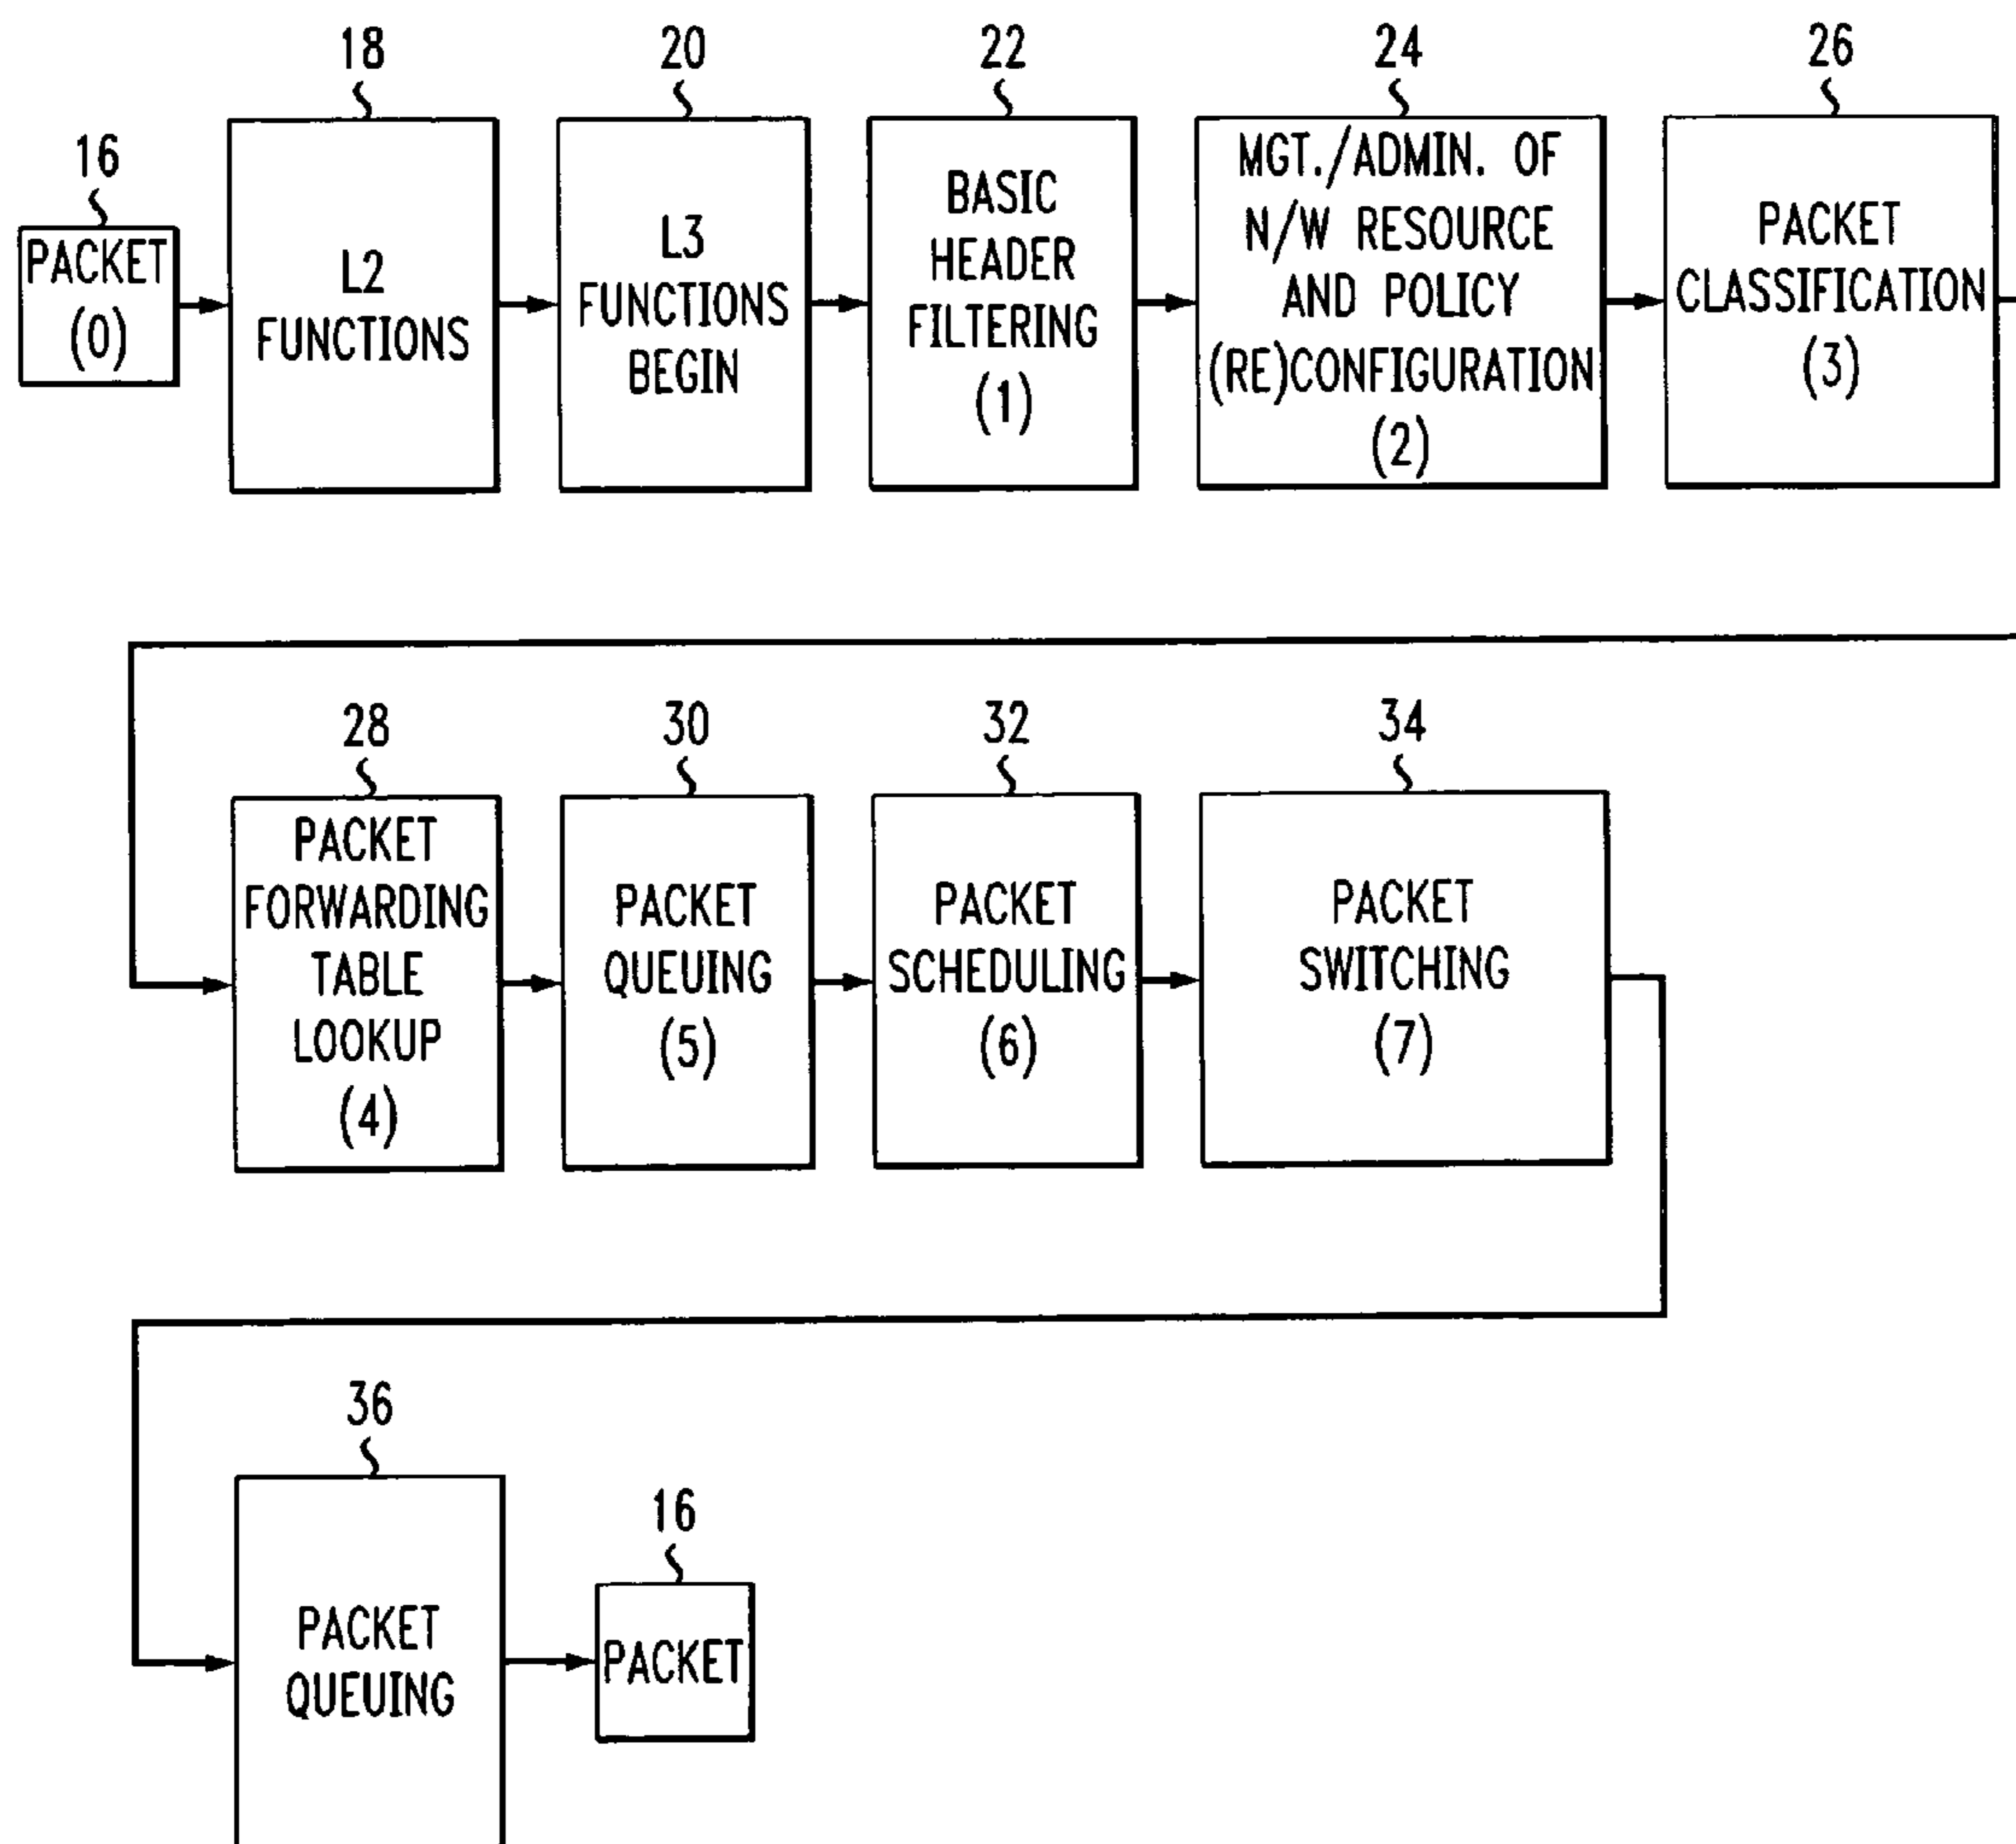 16
PACKET
(0)
18
L2
FUNCTIONS
20
L3
FUNCTIONS
BEGIN
22
BASIC
HEADER
FILTERING
(1)
24
MGT./ADMIN. OF
N/W RESOURCE
AND POLICY
(RE)CONFIGURATION
(2)
26
PACKET
CLASSIFICATION
(3)
28
PACKET
FORWARDING
TABLE
LOOKUP
(4)
30
PACKET
QUEUING
(5)
32
PACKET
SCHEDULING
(6)
34
PACKET
SWITCHING
(7)
36
PACKET
QUEUING
16
PACKET